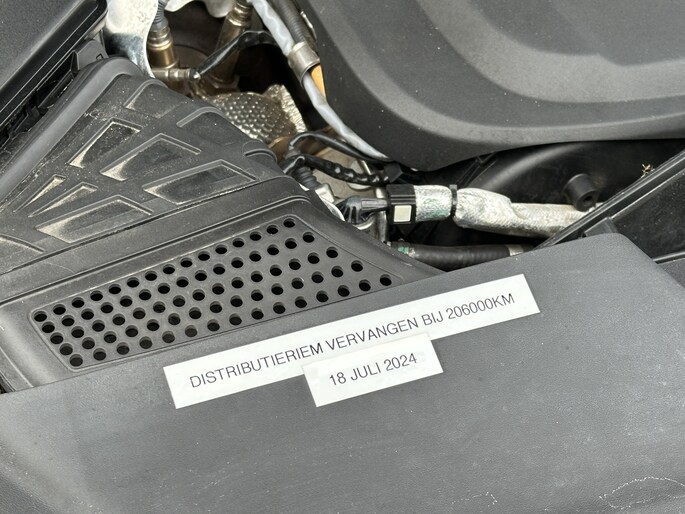 DISTRIBUTIERIEM VERVANGEN BIJ 206000KM
18 JULI 2024